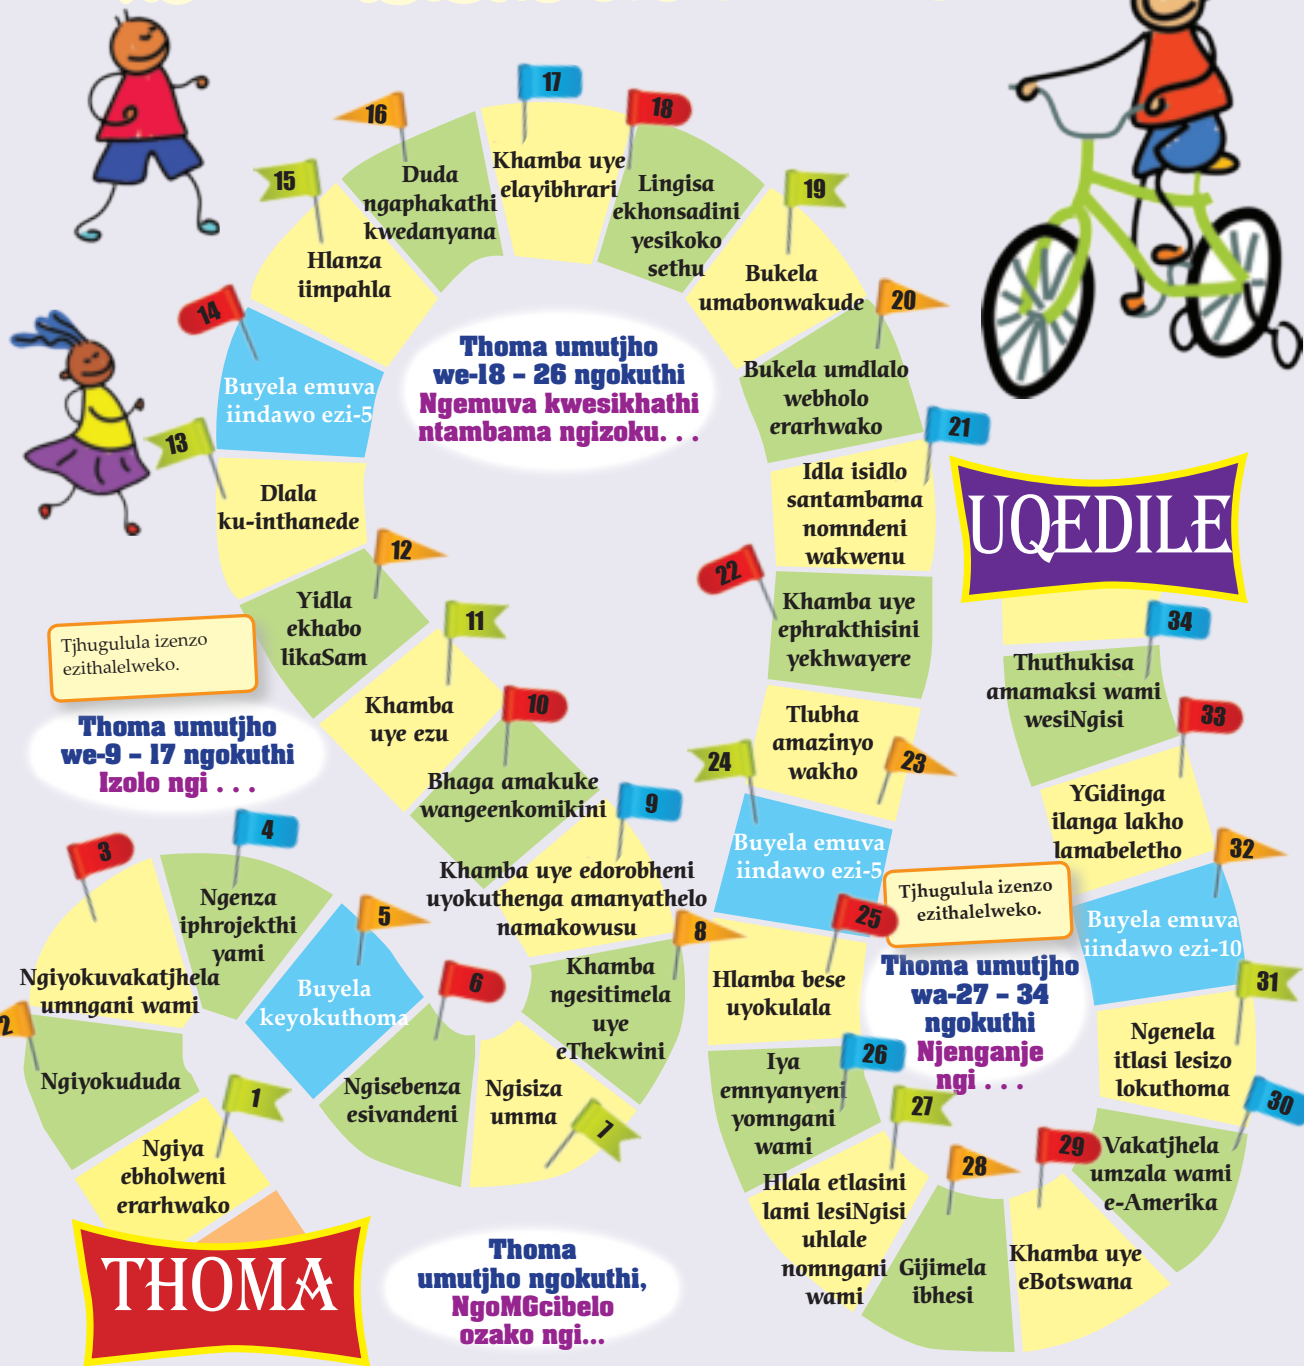 THOMA
1
Ngiya
ebholweni
erarhwako
2
Ngiyokududa
3
Ngiyokuvakatjhela
umngani wami
4
Ngenza
iphrojekthi
yami
5
Buyela
keyokuthoma
6
Ngisebenza
esivandeni
7
Ngisiza
umma
8
Khamba
ngesitimela
uye
eThekwini
9
Khamba uye edorobheni
uyokuthenga amanyathelo
namakowusu
10
Bhaga amakuke
wangeenkomikini
11
Khamba
uye ezu
12
Yidla
ekhabo
likaSam
13
Dlala
ku-inthanede
14
Buyela emuva
iindawo ezi-5
15
Hlanza
iimpahla
16
Duda
ngaphakathi
kwedanyana
17
Khamba uye
elayibhrari
18
Lingisa
ekhonsadini
yesikoko
sethu
19
Bukela
umabonwakude
20
Bukela umdlalo
webholo
erarhwako
21
Idla isidlo
santambama
nomndeni
wakwenu
22
Khamba uye
ephrakthisini
yekhwayere
23
Tlubha
amazinyo
wakho
24
Buyela emuva
iindawo ezi-5
25
Hlamba bese
uyokulala
26
Iya
emnyanyeni
yomngani
wami
27
Hlala etlasini
lami lesiNgisi
uhlale
nomngani
wami
28
Gijimela
ibhesi
29
Khamba uye
eBotswana
30
Vakatjhela
umzala wami
e-Amerika
31
Ngenela
itlasi lesizo
lokuthoma
32
Buyela emuva
iindawo ezi-10
33
YGidinga
ilanga lakho
lamabeletho
34
Thuthukisa
amamaksi wami
wesiNgisi
UQEDILE
Thoma
umutjho ngokuthi,
NgoMGcibelo
ozako ngi...
Tjhugulula izenzo
ezithalelweko.
Thoma umutjho
we-9 – 17 ngokuthi
Izolo ngi . . .
Thoma umutjho
we-18 – 26 ngokuthi
Ngemuva kwesikhathi
ntambama ngizoku. . .
Tjhugulula izenzo
ezithalelweko.
Thoma umutjho
wa-27 – 34
ngokuthi
Njenganje
ngi . . .